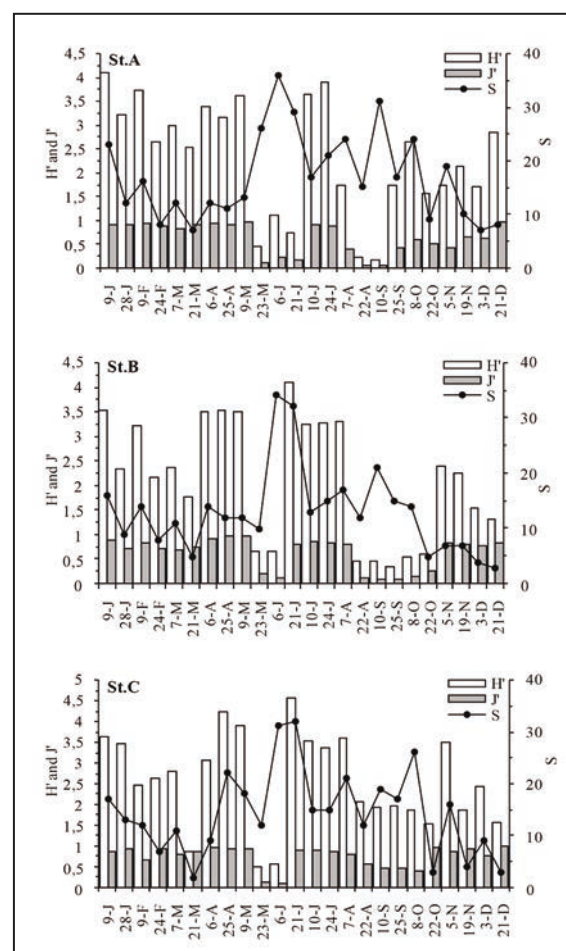 St.A
H'
J'
S
H' and J'
S
4,5
4
3,5
3
2,5
2
1,5
1
0,5
0
40
30
20
10
0
9-J 28-J 9-F 24-F 7-M 21-M 6-A 25-A 9-M 23-M 6-J 21-J 10-J 24-J 7-A 22-A 10-S 25-S 8-O 22-O 5-N 19-N 3-D 21-D
St.B
H'
J'
S
H' and J'
S
4,5
4
3,5
3
2,5
2
1,5
1
0,5
0
40
30
20
10
0
9-J 28-J 9-F 24-F 7-M 21-M 6-A 25-A 9-M 23-M 6-J 21-J 10-J 24-J 7-A 22-A 10-S 25-S 8-O 22-O 5-N 19-N 3-D 21-D
St.C
H'
J'
S
H' and J'
S
5
4,5
4
3,5
3
2,5
2
1,5
1
0,5
0
40
30
20
10
0
9-J 28-J 9-F 24-F 7-M 21-M 6-A 25-A 9-M 23-M 6-J 21-J 10-J 24-J 7-A 22-A 10-S 25-S 8-O 22-O 5-N 19-N 3-D 21-D